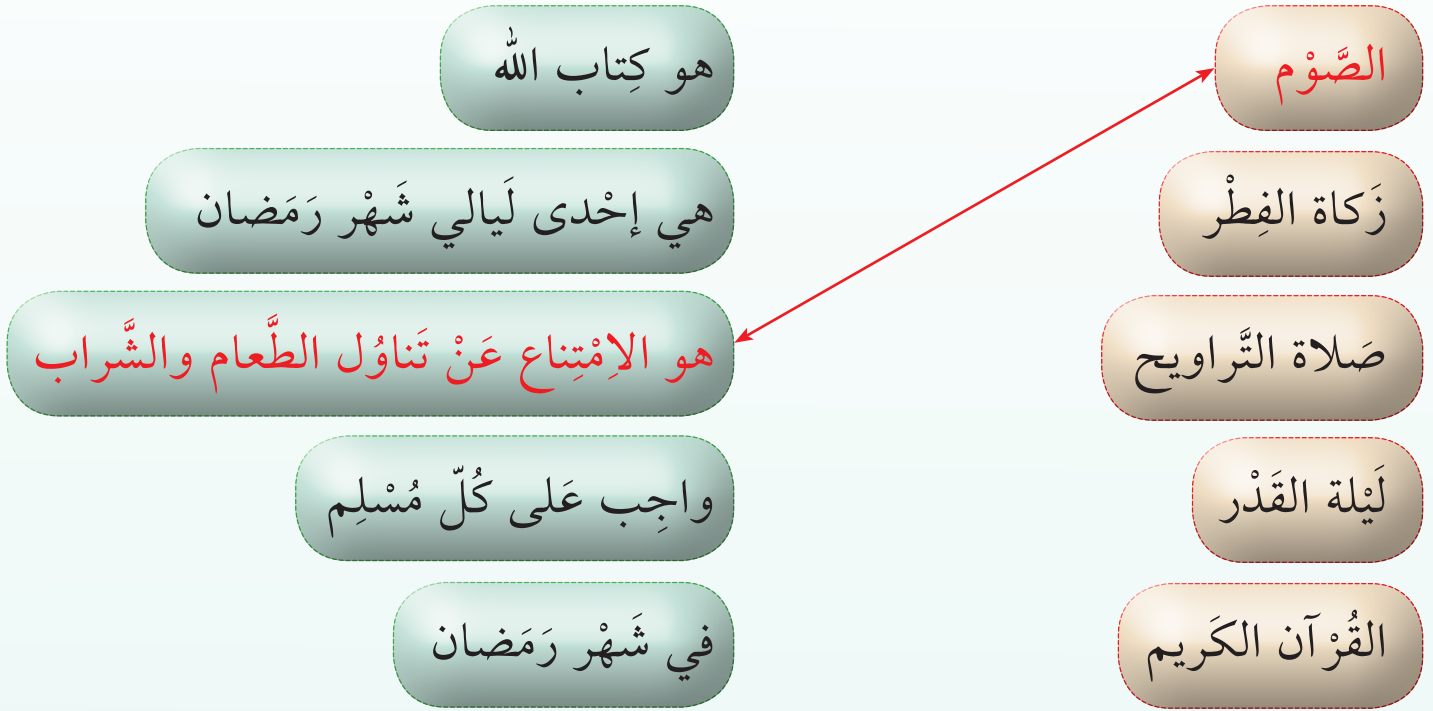 الصَّوْم
هو كِتاب الله
زَكاة الفِطْر
هي إحْدى لَيالي شَهْر رَمَضان
صَلاة التَّراويح
هو الاِمْتِناع عَنْ تَناوُل الطَّعام والشَّراب
لَيْلة القَدْر
واجِب عَلى كُلّ مُسْلِم
القُرْآن الكَريم
في شَهْر رَمَضان